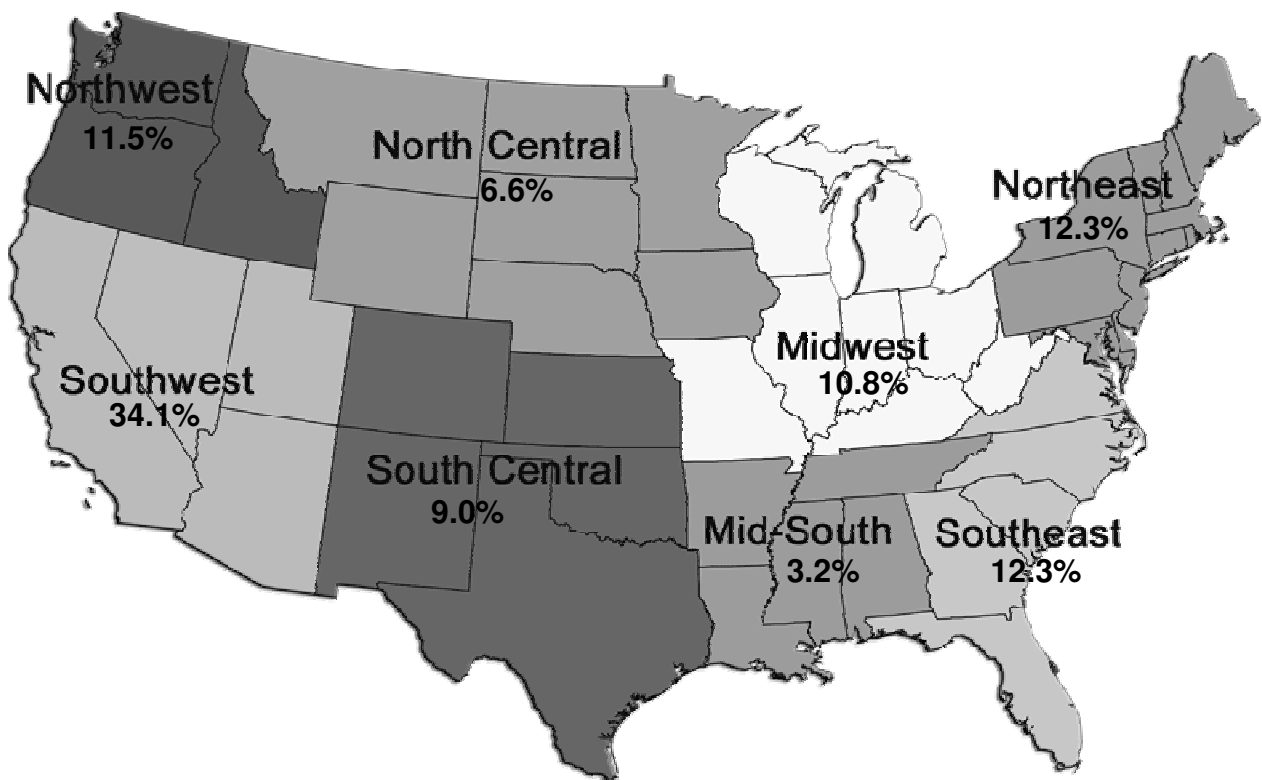 Northwest
11.5%
North Central
6.6%
Northeast
12.3%
Midwest
10.8%
Southwest
34.1%
South Central
9.0%
Mid-South
3.2%
Southeast
12.3%